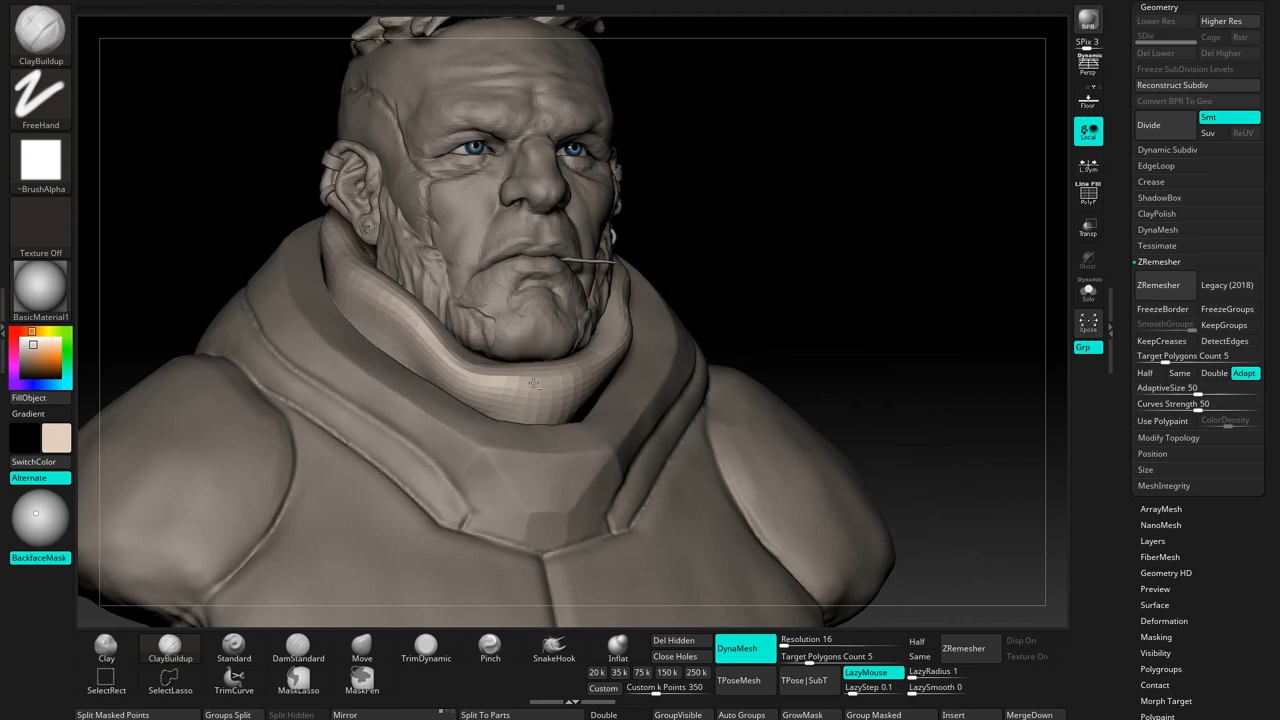 ClayBuildup
FreeHand
~BrushAlpha
Texture Off
BasicMaterial1
FillObject
Gradient
SwitchColor
Alternate
BackfaceMask
BPR
SPix 3
Dynamic
Persp
Floor
Local
L.Sym
Line Fill
PolyF
Transp
Ghost
Dynamic
Solo
Xpose
Grp
Geometry
Lower Res Higher Res
SDiv Cage Rstr
Del Lower Del Higher
Freeze SubDivision Levels
Reconstruct Subdiv
Convert BPR To Geo
Divide Smt
Suv ReUV
Dynamic Subdiv
EdgeLoop
Crease
ShadowBox
ClayPolish
DynaMesh
Tessimate
ZRemesher
ZRemesher Legacy (2018)
FreezeBorder FreezeGroups
SmoothGroups KeepGroups
KeepCreases DetectEdges
Target Polygons Count 5
Half Same Double Adapt
AdaptiveSize 50
Curves Strength 50
Use Polypaint ColorDensity
Modify Topology
Position
Size
MeshIntegrity
ArrayMesh
NanoMesh
Layers
FiberMesh
Geometry HD
Preview
Surface
Deformation
Masking
Visibility
Polygroups
Contact
Morph Target
Polypaint
Clay ClayBuildup Standard DamStandard Move TrimDynamic Pinch SnakeHook Inflat
SelectRect SelectLasso TrimCurve MaskLasso MaskPen
Del Hidden
Close Holes
20 k 35 k 75 k 150 k 250 k
Custom Custom k Points 350
DynaMesh
TPoseMesh
Resolution 16
Target Polygons Count 5
TPose|SubT
LazyMouse
LazyStep 0.1
Half
Same
LazyRadius 1
LazySmooth 0
ZRemesher
Disp On
Texture On
Split Masked Points Groups Split Split Hidden Mirror Split To Parts Double GroupVisible Auto Groups GrowMask Group Masked Insert MergeDown